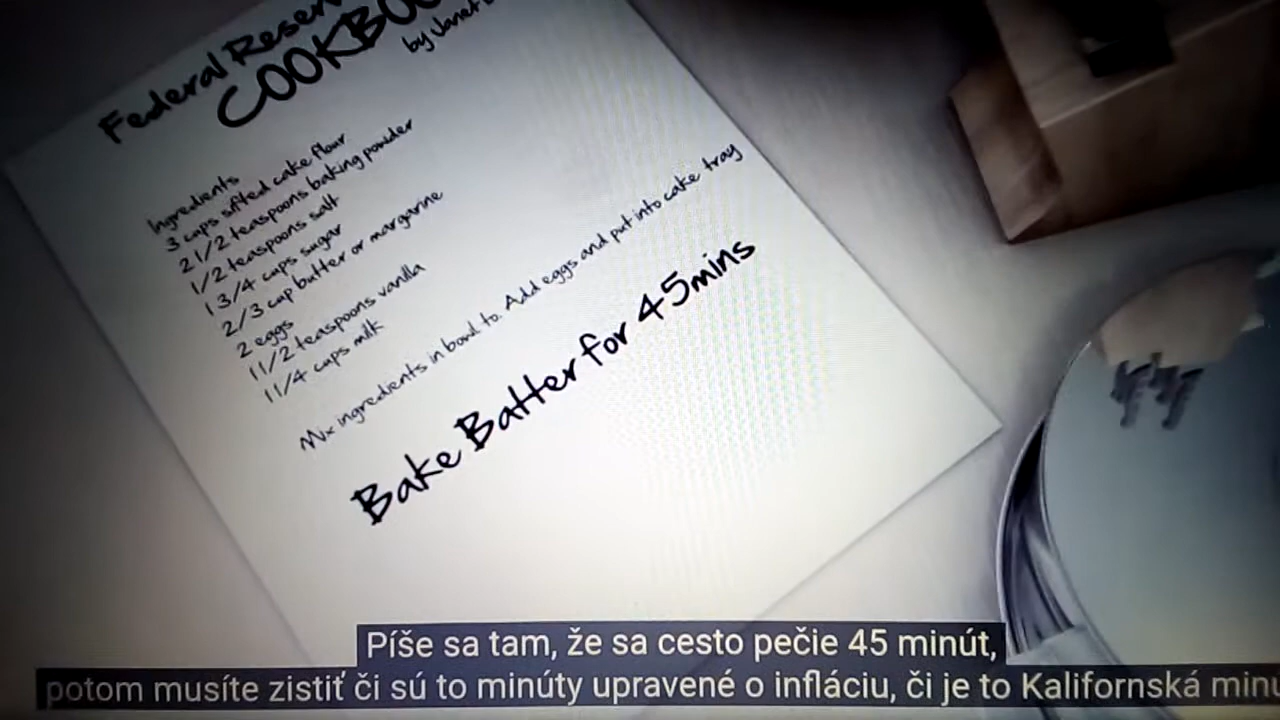 Federal
COOKBOO
by Janet
Ingredients
3 cups sifted cake flour
2 1/2 teaspoons baking powder
1/2 teaspoons salt
1 3/4 cups sugar
2/3 cup butter or margarine
2 eggs
1 1/2 teaspoons vanilla
1 1/4 cups milk
Mix ingredients in bowl to. Add eggs and put into cake tray
Bake Batter for 45mins
Píše sa tam, že sa cesto pečie 45 minút,
potom musíte zistiť či sú to minúty upravené o infláciu, či je to Kalifornská